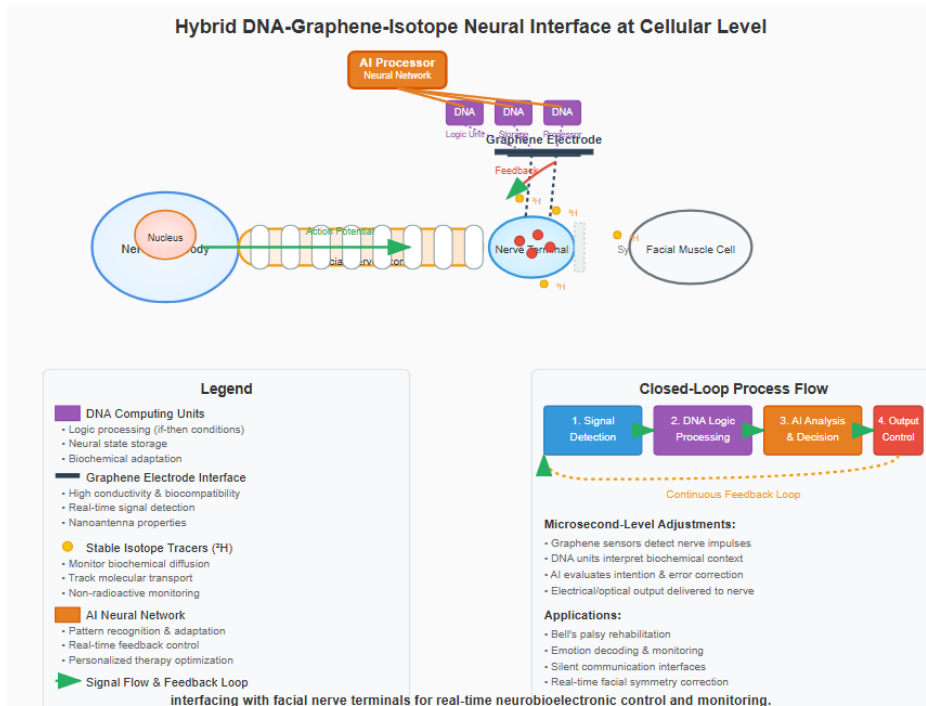 Hybrid DNA-Graphene-Isotope Neural Interface at Cellular Level
AI Processor
Neural Network
DNA
DNA
DNA
Logic Unit
Storage
Processor
Graphene Electrode
Feedback
²H
²H
Nucleus
Action Potential
Nerve Terminal
²H
Sy
²H
Facial Muscle Cell
Legend
DNA Computing Units
• Logic processing (if-then conditions)
• Neural state storage
• Biochemical adaptation
Graphene Electrode Interface
• High conductivity & biocompatibility
• Real-time signal detection
• Nanoantenna properties
Stable Isotope Tracers (²H)
• Monitor biochemical diffusion
• Track molecular transport
• Non-radioactive monitoring
AI Neural Network
• Pattern recognition & adaptation
• Real-time feedback control
• Personalized therapy optimization
Signal Flow & Feedback Loop
Closed-Loop Process Flow
1. Signal
Detection
2. DNA Logic
Processing
3. AI Analysis
& Decision
4. Output
Control
Continuous Feedback Loop
Microsecond-Level Adjustments:
• Graphene sensors detect nerve impulses
• DNA units interpret biochemical context
• AI evaluates intention & error correction
• Electrical/optical output delivered to nerve
Applications:
• Bell's palsy rehabilitation
• Emotion decoding & monitoring
• Silent communication interfaces
• Real-time facial symmetry correction
interfacing with facial nerve terminals for real-time neurobioelectronic control and monitoring.